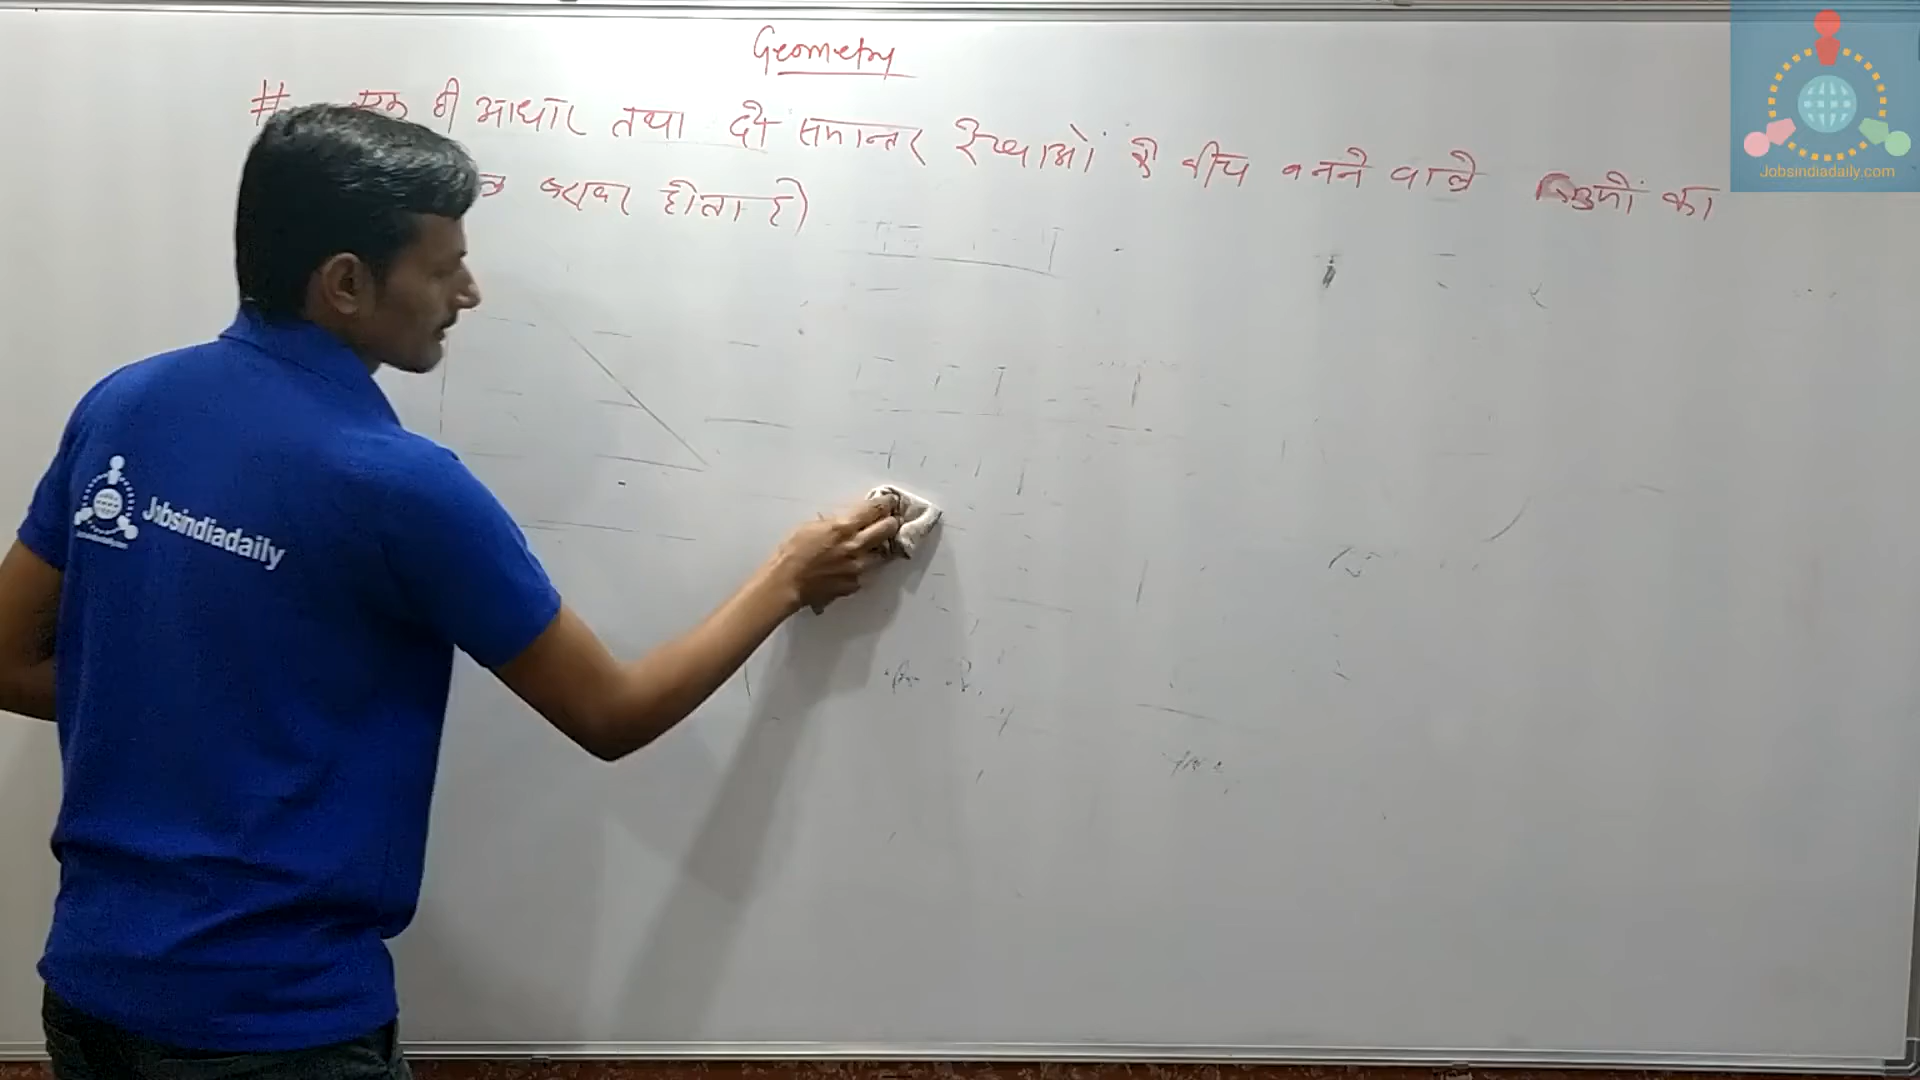 Geometry
# एक ही आधार तथा दो समान्तर रेखाओं के बीच बनने वाले त्रिभुजों का
बराबर होता है)
Jobsindiadaily.com
Jobsindiadaily